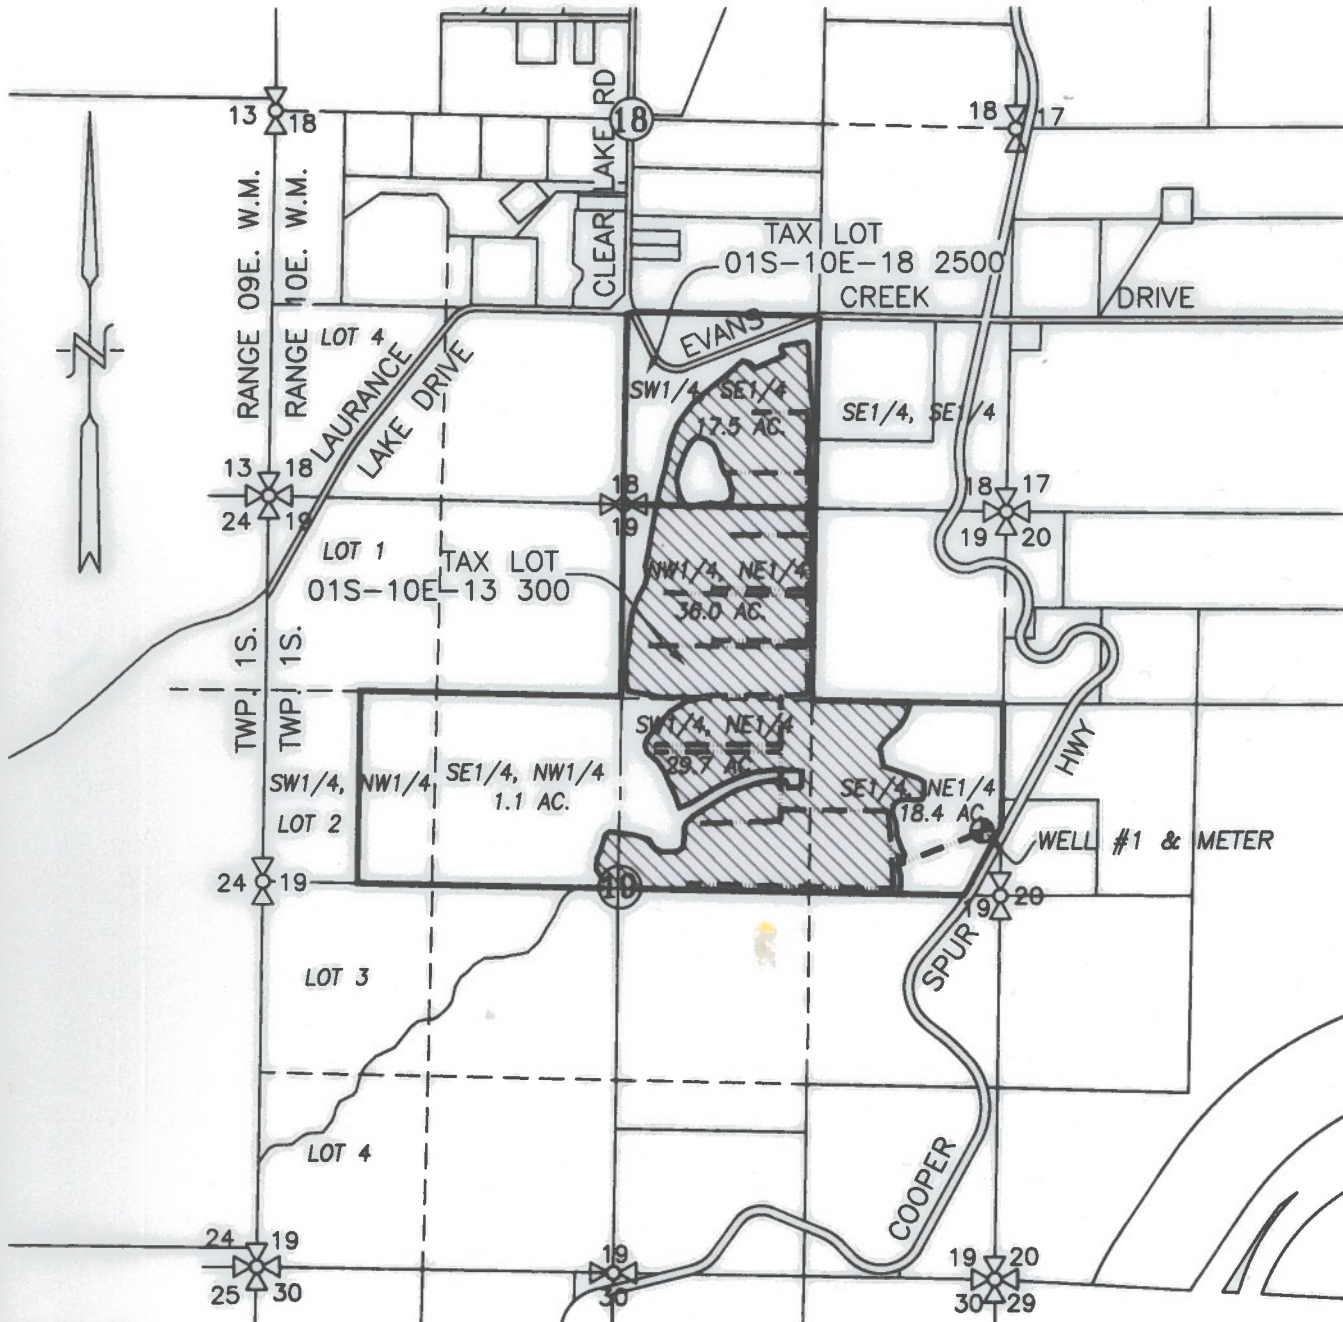 18
13
18
18
17
CLEAR LAKE RD
RANGE 09E. W.M.
RANGE 10E. W.M.
TAX LOT
01S-10E-18 2500
EVANS CREEK DRIVE
LOT 4
LAURANCE
LAKE DRIVE
SW1/4, SE1/4
17.5 AC.
SE1/4, SE1/4
13
18
24
19
18
19
18
17
19
20
LOT 1
TAX LOT
01S-10E-13 300
NW1/4, NE1/4
36.0 AC.
TWP 1S.
TWP 1S.
SW1/4, NW1/4
LOT 2
SE1/4, NW1/4
1.1 AC.
SW1/4, NE1/4
29.7 AC.
SE1/4, NE1/4
18.4 AC.
WELL #1 & METER
24
19
19
20
COOPER SPUR HWY
LOT 3
LOT 4
24
19
25
30
19
30
19
20
30
29
N